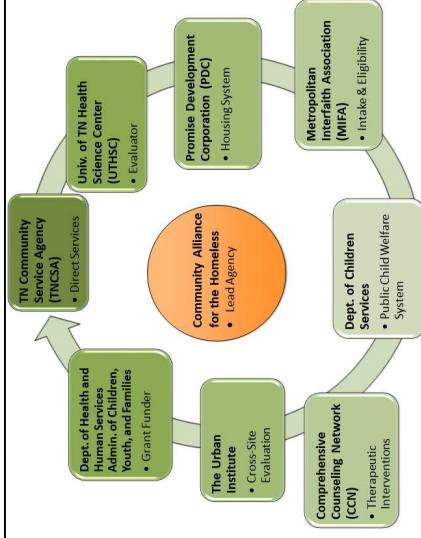 TN Community
Service Agency
(TNCSA)
• Direct Services
Univ. of TN Health
Science Center
(UTHSC)
• Evaluator
Promise Development
Corporation (PDC)
• Housing System
Metropolitan
Interfaith Association
(MIFA)
• Intake & Eligibility
Dept. of Children
Services
• Public Child Welfare
System
Comprehensive
Counseling Network
(CCN)
• Therapeutic
Interventions
The Urban
Institute
• Cross-Site
Evaluation
Dept. of Health and
Human Services
Admin. of Children,
Youth, and Families
• Grant Funder
Community Alliance
for the Homeless
• Lead Agency